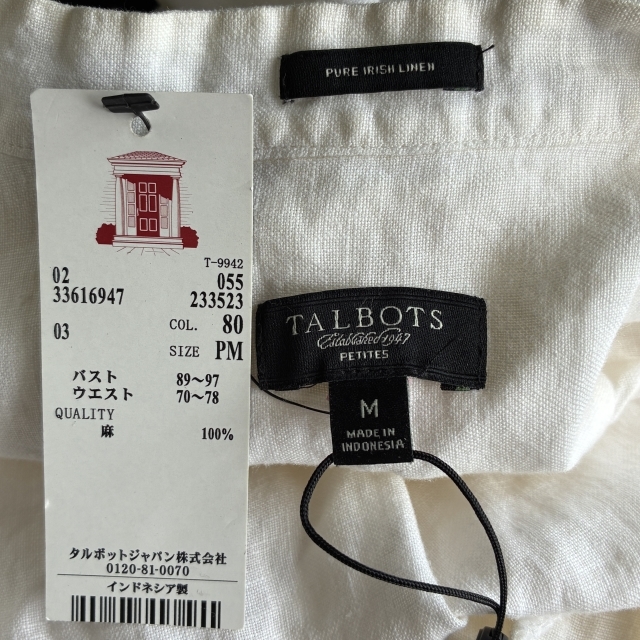 PURE IRISH LINEN
T-9942
02 055
33616947 233523
03 COL. 80
SIZE PM
バスト 89〜97
ウエスト 70〜78
QUALITY
麻 100%
タルボットジャパン株式会社
0120-81-0070
インドネシア製
TALBOTS
Established 1947
PETITES
M
MADE IN
INDONESIA